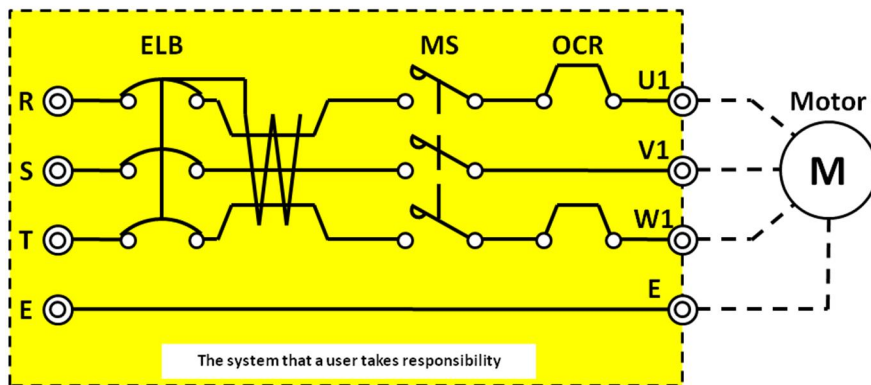 ELB MS OCR
R U1 Motor
S V1 M
T W1
E E
The system that a user takes responsibility